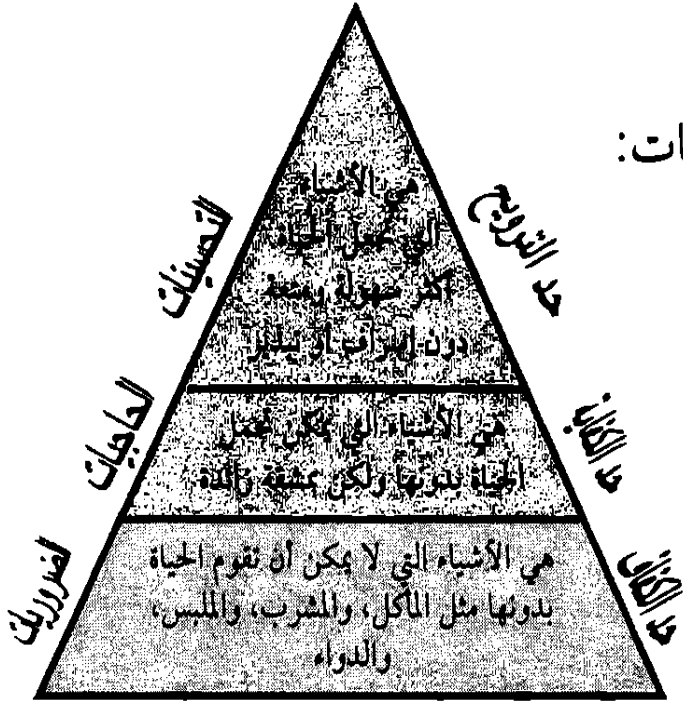 ات:
هي الأشياء
التي تجعل الحياة
أكثر سهولة ومتعة
دون إسراف أو تبذير
التحسينات
حد الترويح
هي الأشياء التي يمكن تحمل
الحياة بدونها ولكن بمشقة زائدة
الحاجيات
حد الكفاية
هي الأشياء التي لا يمكن أن تقوم الحياة
بدونها مثل المأكل، والمشرب، والملبس،
والدواء
الضروريات
حد الكفاف